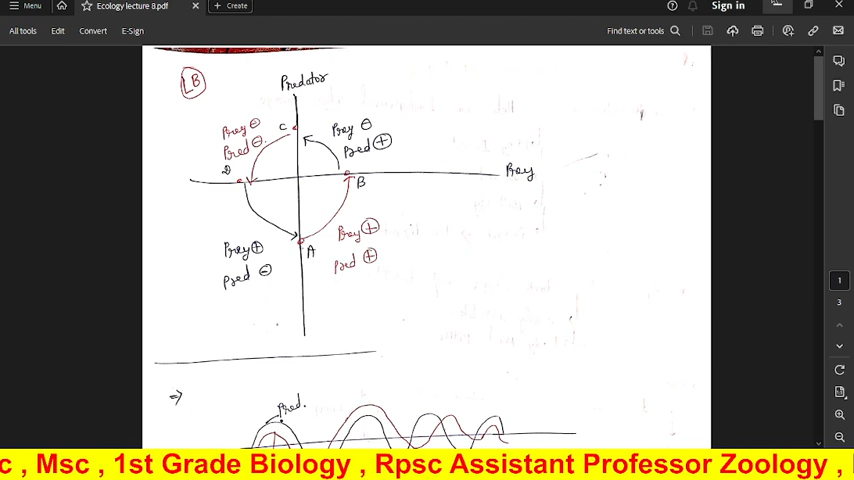 Menu
Ecology lecture 8.pdf
Create
Sign in
All tools
Edit
Convert
E-Sign
Find text or tools
LB
Predator
Prey ⊖
Pred ⊖
C
Prey ⊖
Pred ⊕
D
B
Prey
Prey ⊕
Pred ⊖
A
Prey ⊕
Pred ⊕
1
3
⇒ Pred.
c , Msc , 1st Grade Biology , Rpsc Assistant Professor Zoology ,